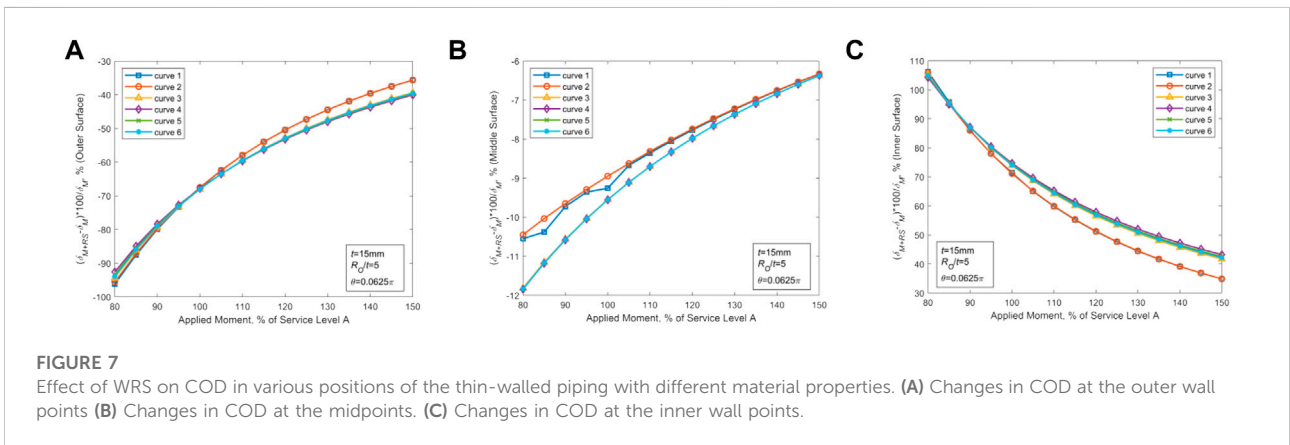 A
-30
-40
-50
-60
-70
-80
-90
-100
80 90 100 110 120 130 140 150
(δM+RS-δM)*100/δM, % (Outer Surface)
Applied Moment, % of Service Level A
curve 1
curve 2
curve 3
curve 4
curve 5
curve 6
t=15mm
RO/t=5
θ=0.0625π
B
-6
-7
-8
-9
-10
-11
-12
80 90 100 110 120 130 140 150
(δM+RS-δM)*100/δM, % (Middle Surface)
Applied Moment, % of Service Level A
curve 1
curve 2
curve 3
curve 4
curve 5
curve 6
t=15mm
RO/t=5
θ=0.0625π
C
110
100
90
80
70
60
50
40
30
80 90 100 110 120 130 140 150
(δM+RS-δM)*100/δM, % (Inner Surface)
Applied Moment, % of Service Level A
curve 1
curve 2
curve 3
curve 4
curve 5
curve 6
t=15mm
RO/t=5
θ=0.0625π
FIGURE 7
Effect of WRS on COD in various positions of the thin-walled piping with different material properties. (A) Changes in COD at the outer wall
points (B) Changes in COD at the midpoints. (C) Changes in COD at the inner wall points.